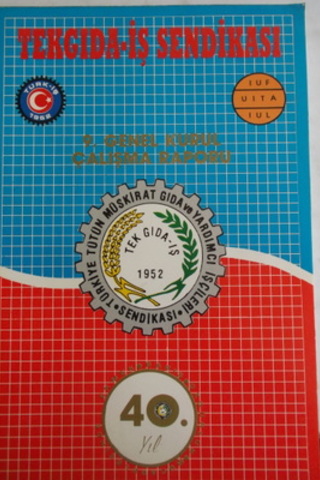 TEKGIDA-İŞ SENDİKASI
TÜRK-İŞ
1952
IUF
UITA
IUL
9. GENEL KURUL
ÇALIŞMA RAPORU
TÜRKİYE TÜTÜN MÜSKİRAT GIDA ve YARDIMCI İŞÇİLERİ
TEK GIDA-İŞ
1952
• SENDİKASI •
40.
Yıl